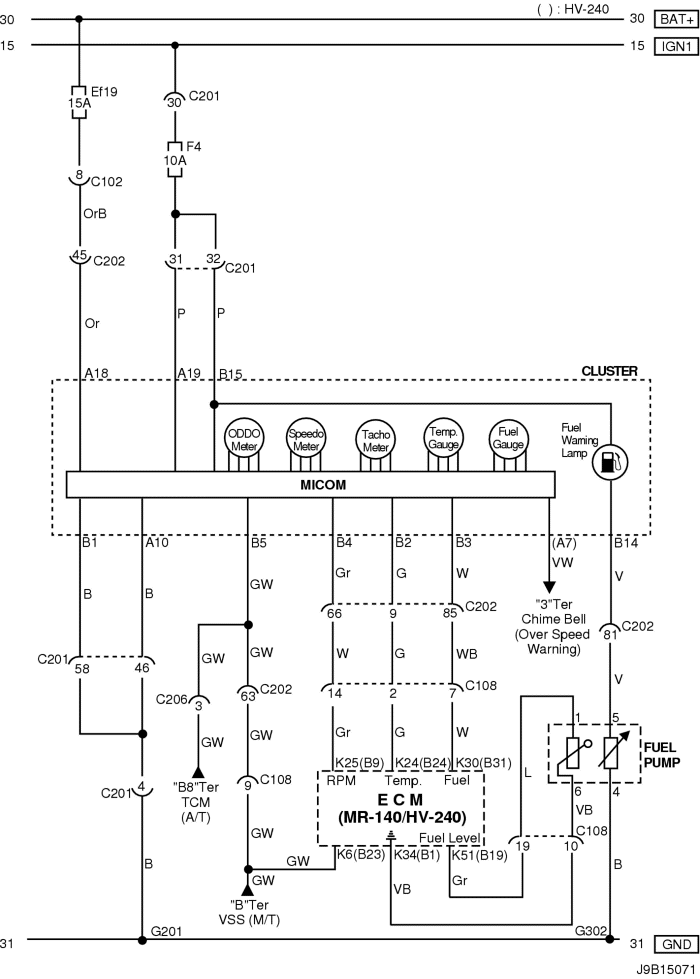 ( ) : HV-240
30 30 BAT+
15 15 IGN1
Ef19
15A
30 C201
F4
10A
8 C102
OrB
45 C202
31 32 C201
Or P P
A18 A19 B15 CLUSTER
ODDO Meter
Speedo Meter
Tacho Meter
Temp. Gauge
Fuel Gauge
Fuel Warning Lamp
MICOM
B1 A10 B5 B4 B2 B3 (A7) B14
B B GW Gr G W VW V
66 9 85 C202
"3"Ter
Chime Bell
(Over Speed
Warning)
81 C202
GW GW W G WB
C201 58 46
C206 3 63 C202 14 2 7 C108 V
GW GW Gr G W
1 5
L
FUEL
PUMP
K25(B9) K24(B24) K30(B31)
RPM Temp. Fuel
"B8"Ter
TCM
(A/T)
C201 4 9 C108
E C M
(MR-140/HV-240)
6 4
VB
GW
Fuel Level
19 10 C108
K6(B23) K34(B1) K51(B19)
B GW GW VB Gr B
"B"Ter
VSS (M/T)
G201 G302
31 31 GND
J9B15071